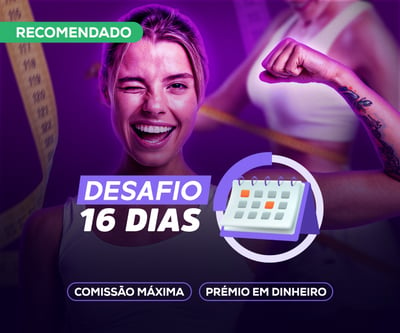 RECOMENDADO
DESAFIO
16 DIAS
COMISSÃO MÁXIMA
PRÉMIO EM DINHEIRO